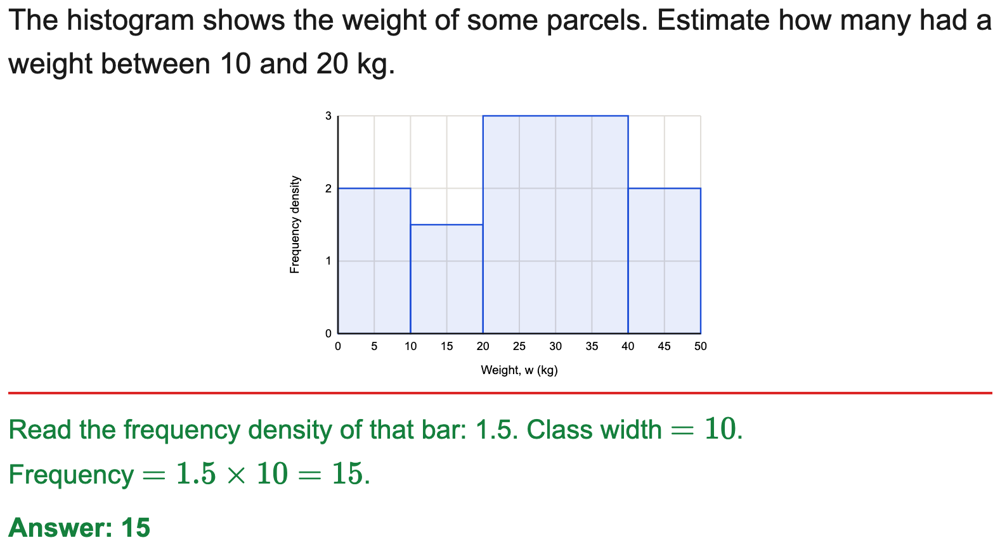 The histogram shows the weight of some parcels. Estimate how many had a
weight between 10 and 20 kg.
3
2
1
0
Frequency density
0 5 10 15 20 25 30 35 40 45 50
Weight, w (kg)
Read the frequency density of that bar: 1.5. Class width = 10.
Frequency = 1.5 × 10 = 15.
Answer: 15